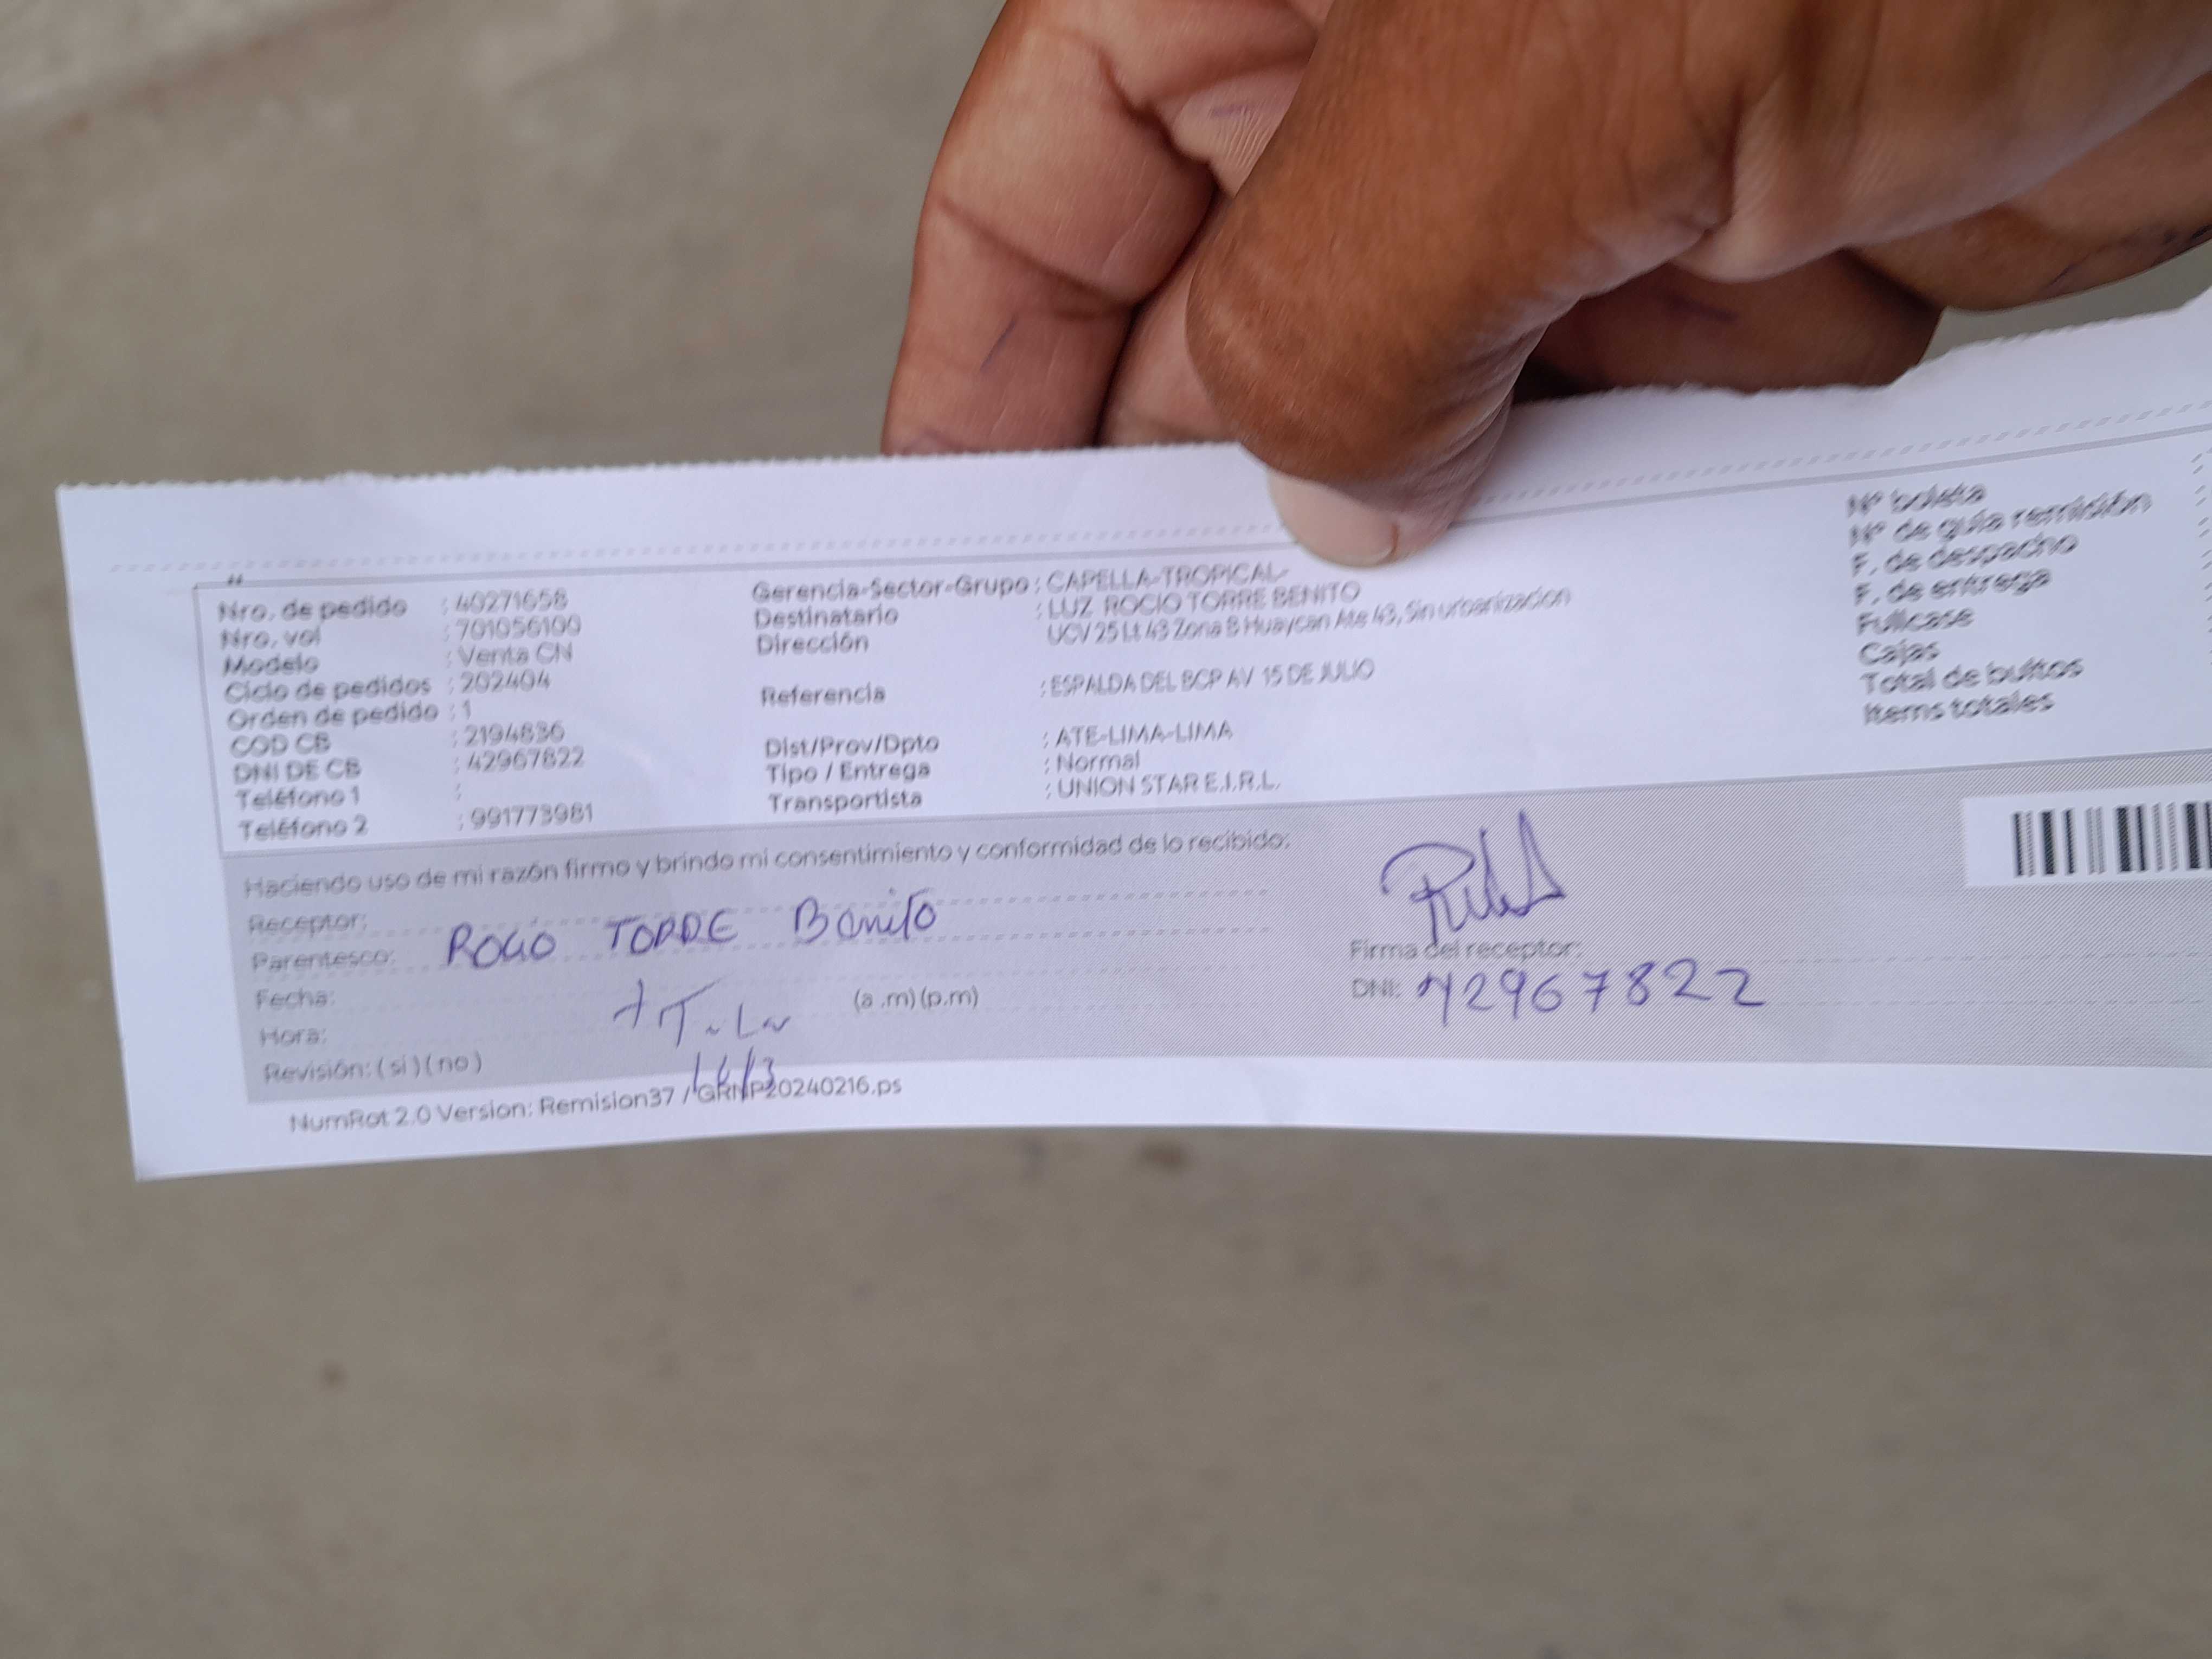 Nro. de pedido : 40271658
Nro. vol : 701056100
Modelo : Venta CN
Ciclo de pedidos : 202404
Orden de pedido : 1
COD CB : 2194836
DNI DE CB : 42967822
Teléfono 1 :
Teléfono 2 : 991773981
Gerencia-Sector-Grupo : CAPELLA-TROPICAL-
Destinatario : LUZ ROCIO TORRE BENITO
Dirección UCV 25 Lt 43 Zona B Huaycan Ate 43, Sin urbanizacion
Referencia : ESPALDA DEL BCP AV 15 DE JULIO
Dist/Prov/Dpto : ATE-LIMA-LIMA
Tipo / Entrega : Normal
Transportista : UNION STAR E.I.R.L.
Nº boleta
Nº de guía remisión
F. de despacho
F. de entrega
Fullcase
Cajas
Total de bultos
Items totales
Haciendo uso de mi razón firmo y brindo mi consentimiento y conformidad de lo recibido:
Receptor:
Parentesco: ROCIO TORRE Benito
Fecha:
Hora: (a .m) (p.m)
Revisión: ( si ) ( no )
Firma del receptor:
DNI: 42967822
NumRot 2.0 Version: Remision37 / GRNP20240216.ps